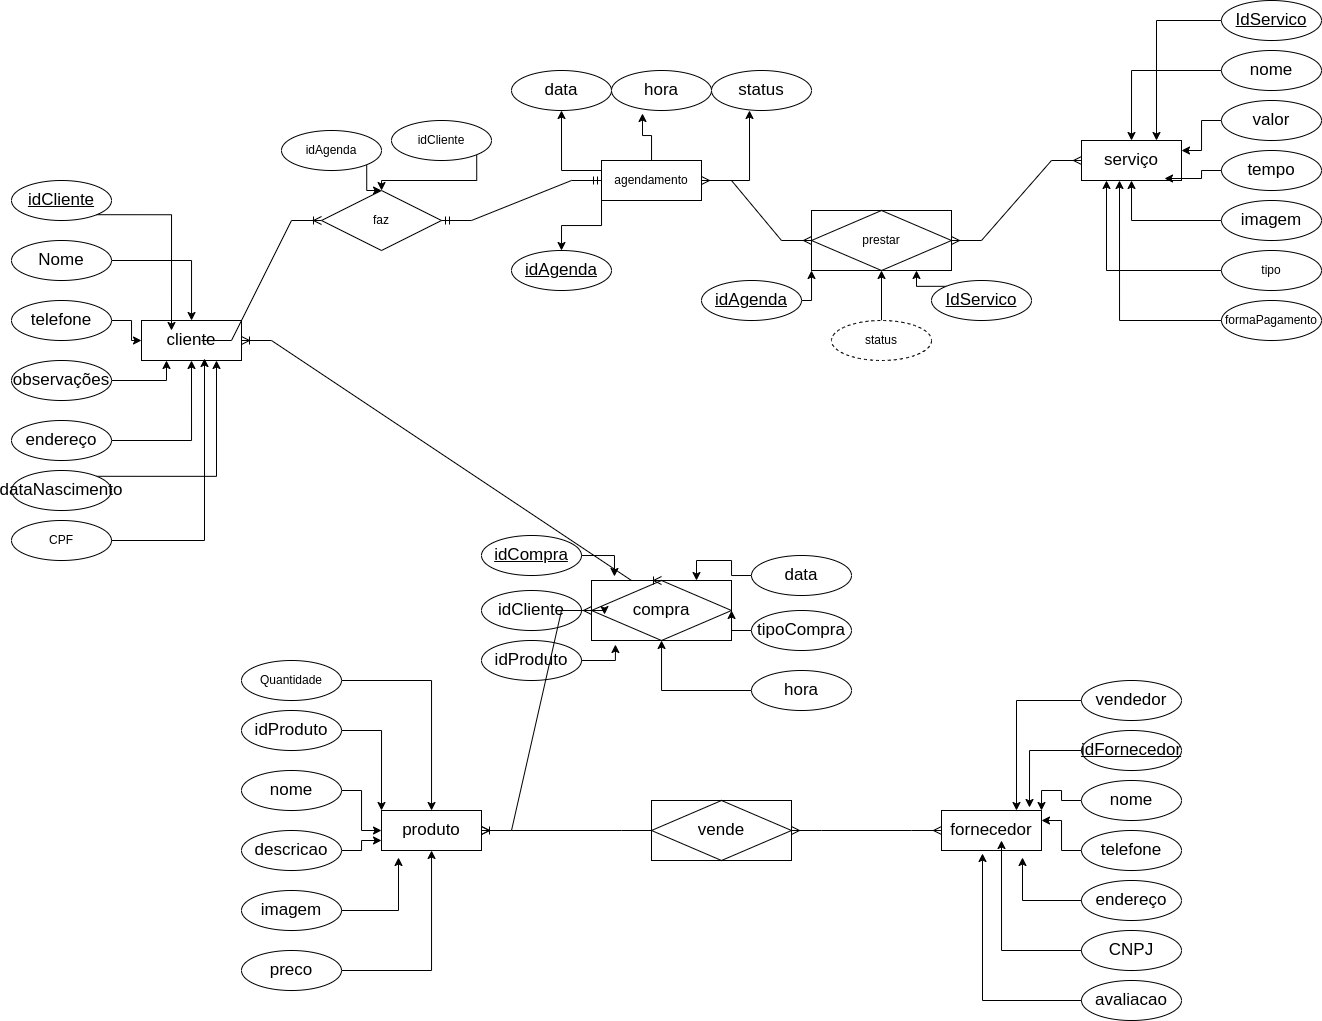 IdServico
nome
valor
serviço
tempo
imagem
tipo
formaPagamento
data
hora
status
idAgenda
idCliente
agendamento
faz
prestar
idAgenda
idAgenda
IdServico
status
idCliente
Nome
telefone
cliente
observações
endereço
dataNascimento
CPF
idCompra
data
idCliente
compra
tipoCompra
idProduto
hora
Quantidade
idProduto
nome
produto
descricao
imagem
preco
vende
vendedor
idFornecedor
nome
fornecedor
telefone
endereço
CNPJ
avaliacao